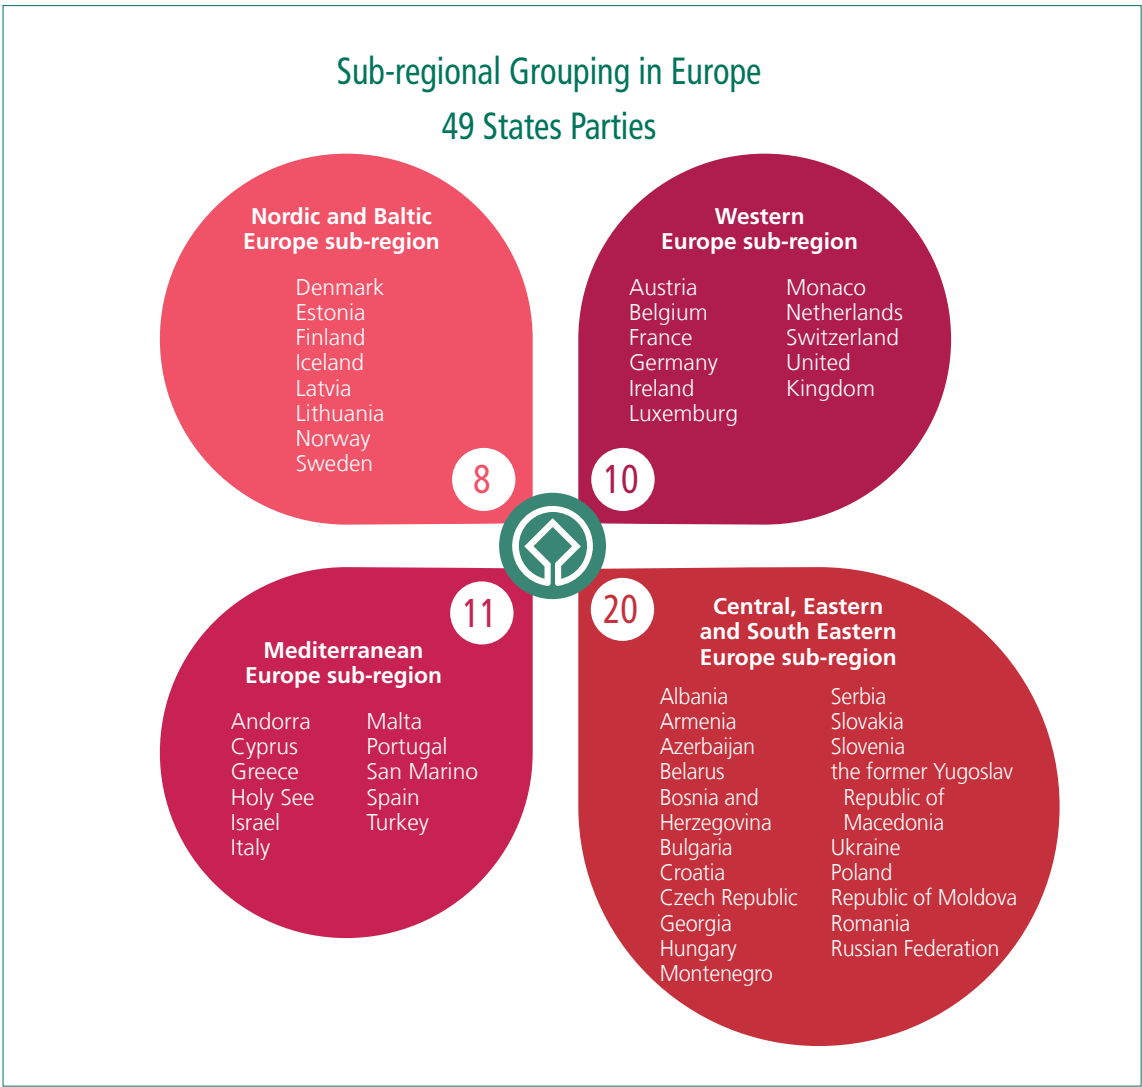 Sub-regional Grouping in Europe
49 States Parties
Nordic and Baltic
Europe sub-region
Denmark
Estonia
Finland
Iceland
Latvia
Lithuania
Norway
Sweden
8
Western
Europe sub-region
Austria
Belgium
France
Germany
Ireland
Luxemburg
Monaco
Netherlands
Switzerland
United
Kingdom
10
11
Mediterranean
Europe sub-region
Andorra
Cyprus
Greece
Holy See
Israel
Italy
Malta
Portugal
San Marino
Spain
Turkey
20
Central, Eastern
and South Eastern
Europe sub-region
Albania
Armenia
Azerbaijan
Belarus
Bosnia and
Herzegovina
Bulgaria
Croatia
Czech Republic
Georgia
Hungary
Montenegro
Serbia
Slovakia
Slovenia
the former Yugoslav
Republic of
Macedonia
Ukraine
Poland
Republic of Moldova
Romania
Russian Federation